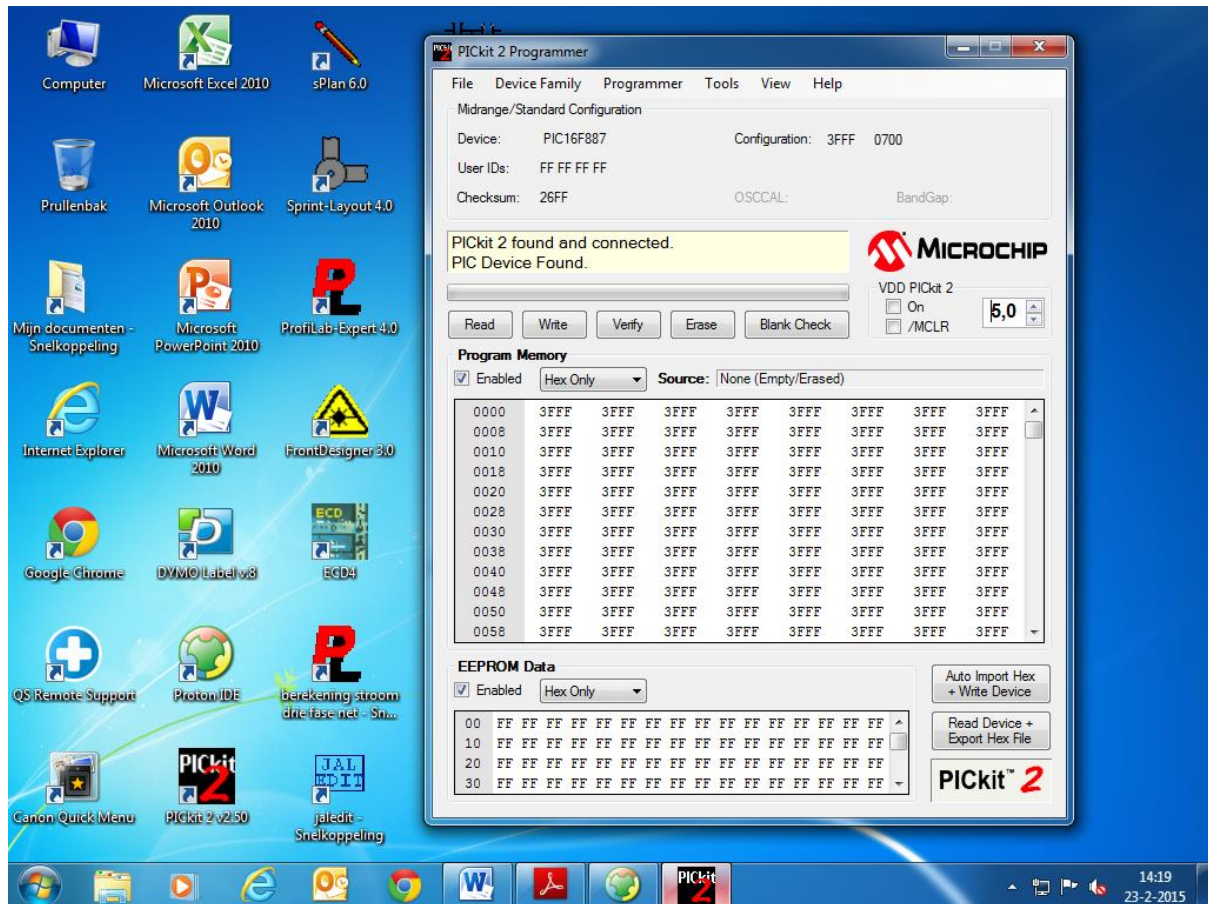 Computer
Microsoft Excel 2010
sPlan 6.0
Prullenbak
Microsoft Outlook
2010
Sprint-Layout 4.0
Mijn documenten -
Snelkoppeling
Microsoft
PowerPoint 2010
ProfiLab-Expert 4.0
Internet Explorer
Microsoft Word
2010
FrontDesigner 3.0
Google Chrome
DYMO Label v.8
ECD
ECD4
QS Remote Support
Proton IDE
berekening stroom
drie fase net - Sn...
Canon Quick Menu
PICkit
2
PICkit 2 v2.50
JAL
EDIT
jaledit -
Snelkoppeling
PICkit 2 Programmer
File Device Family Programmer Tools View Help
Midrange/Standard Configuration
Device: PIC16F887 Configuration: 3FFF 0700
User IDs: FF FF FF FF
Checksum: 26FF OSCCAL: BandGap:
PICkit 2 found and connected.
PIC Device Found.
MICROCHIP
VDD PICkit 2
On
/MCLR
5,0
Read Write Verify Erase Blank Check
Program Memory
Enabled Hex Only Source: None (Empty/Erased)
0000 3FFF 3FFF 3FFF 3FFF 3FFF 3FFF 3FFF 3FFF
0008 3FFF 3FFF 3FFF 3FFF 3FFF 3FFF 3FFF 3FFF
0010 3FFF 3FFF 3FFF 3FFF 3FFF 3FFF 3FFF 3FFF
0018 3FFF 3FFF 3FFF 3FFF 3FFF 3FFF 3FFF 3FFF
0020 3FFF 3FFF 3FFF 3FFF 3FFF 3FFF 3FFF 3FFF
0028 3FFF 3FFF 3FFF 3FFF 3FFF 3FFF 3FFF 3FFF
0030 3FFF 3FFF 3FFF 3FFF 3FFF 3FFF 3FFF 3FFF
0038 3FFF 3FFF 3FFF 3FFF 3FFF 3FFF 3FFF 3FFF
0040 3FFF 3FFF 3FFF 3FFF 3FFF 3FFF 3FFF 3FFF
0048 3FFF 3FFF 3FFF 3FFF 3FFF 3FFF 3FFF 3FFF
0050 3FFF 3FFF 3FFF 3FFF 3FFF 3FFF 3FFF 3FFF
0058 3FFF 3FFF 3FFF 3FFF 3FFF 3FFF 3FFF 3FFF
EEPROM Data
Enabled Hex Only
00 FF FF FF FF FF FF FF FF FF FF FF FF FF FF FF FF
10 FF FF FF FF FF FF FF FF FF FF FF FF FF FF FF FF
20 FF FF FF FF FF FF FF FF FF FF FF FF FF FF FF FF
30 FF FF FF FF FF FF FF FF FF FF FF FF FF FF FF FF
Auto Import Hex
+ Write Device
Read Device +
Export Hex File
PICkit™ 2
PICkit
2
14:19
23-2-2015